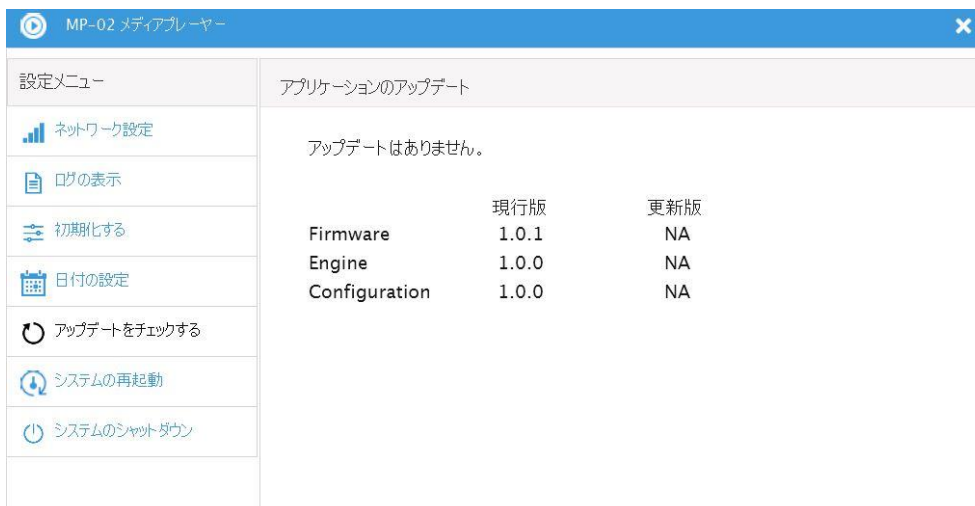 MP-02 メディアプレーヤー
設定メニュー
ネットワーク設定
ログの表示
初期化する
日付の設定
アップデートをチェックする
システムの再起動
システムのシャットダウン
アプリケーションのアップデート
アップデートはありません。
現行版 更新版
Firmware 1.0.1 NA
Engine 1.0.0 NA
Configuration 1.0.0 NA